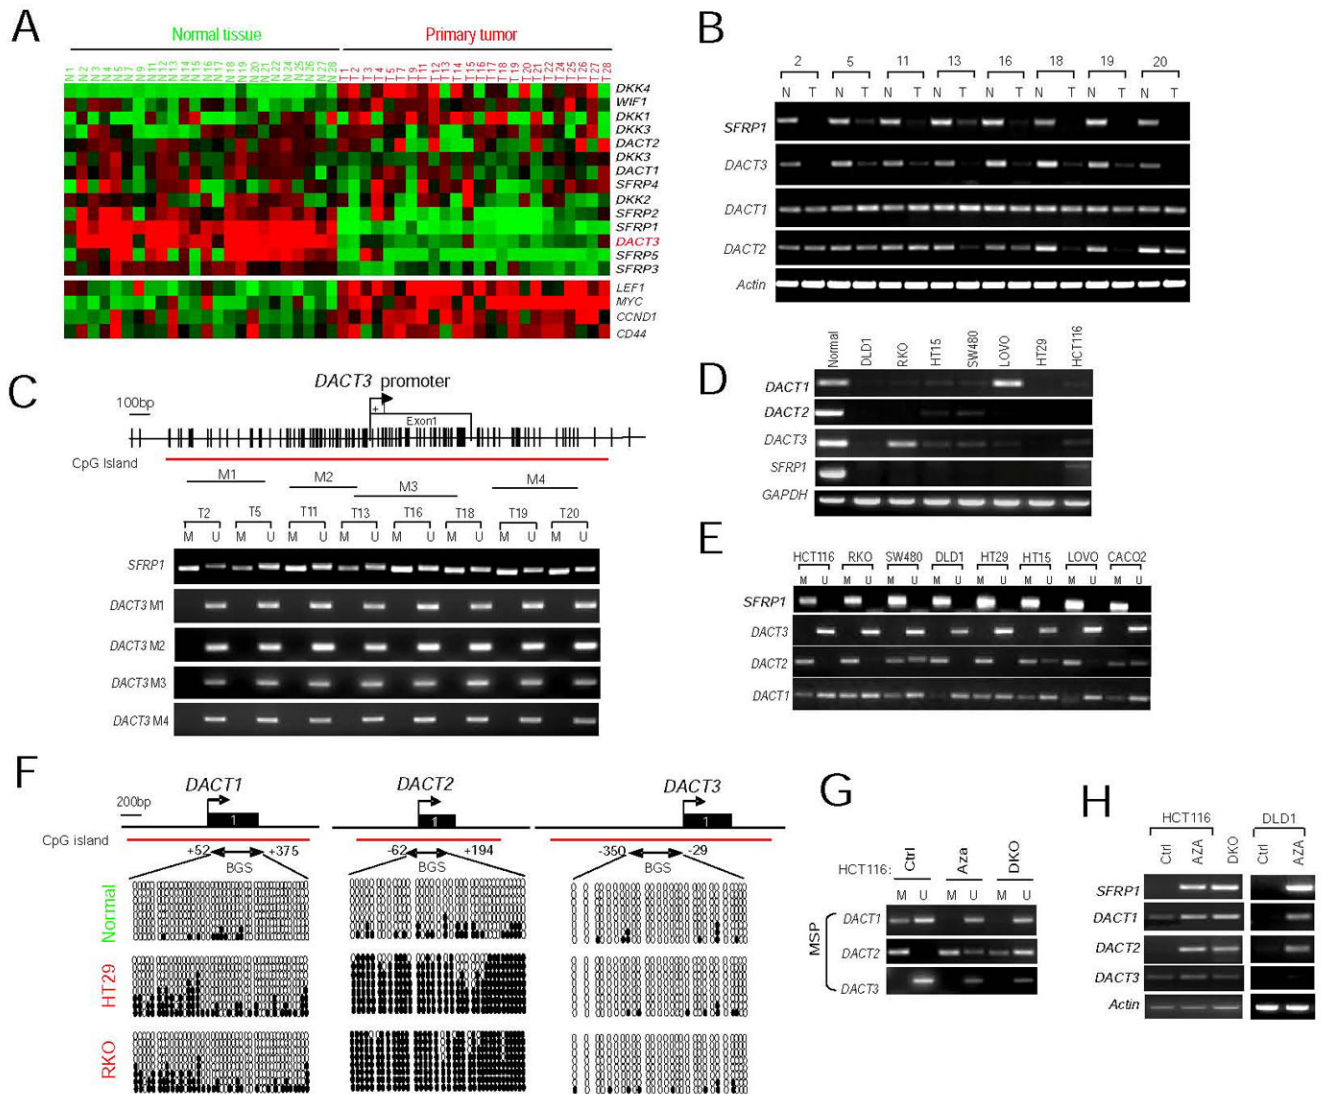 A
Normal tissue
Primary tumor
DKK4
WIF1
DKK1
DKK3
DACT2
DKK3
DACT1
SFRP4
DKK2
SFRP2
SFRP1
DACT3
SFRP5
SFRP3
LEF1
MYC
CCND1
CD44
B
2 5 11 13 16 18 19 20
N T N T N T N T N T N T N T N T
SFRP1
DACT3
DACT1
DACT2
Actin
C
DACT3 promoter
100bp
+1
Exon1
CpG Island
M1 M2 M3 M4
T2 T5 T11 T13 T16 T18 T19 T20
M U M U M U M U M U M U M U M U
SFRP1
DACT3 M1
DACT3 M2
DACT3 M3
DACT3 M4
D
Normal DLD1 RKO HT15 SW480 LOVO HT29 HCT116
DACT1
DACT2
DACT3
SFRP1
GAPDH
E
HCT116 RKO SW480 DLD1 HT29 HT15 LOVO CACO2
M U M U M U M U M U M U M U M U
SFRP1
DACT3
DACT2
DACT1
F
DACT1 DACT2 DACT3
200bp
1 1 1
CpG island
+52 +375 -62 +194 -350 -29
BGS BGS BGS
Normal
HT29
RKO
G
HCT116: Ctrl Aza DKO
M U M U M U
MSP
DACT1
DACT2
DACT3
H
HCT116 DLD1
Ctrl AZA DKO Ctrl AZA
SFRP1
DACT1
DACT2
DACT3
Actin